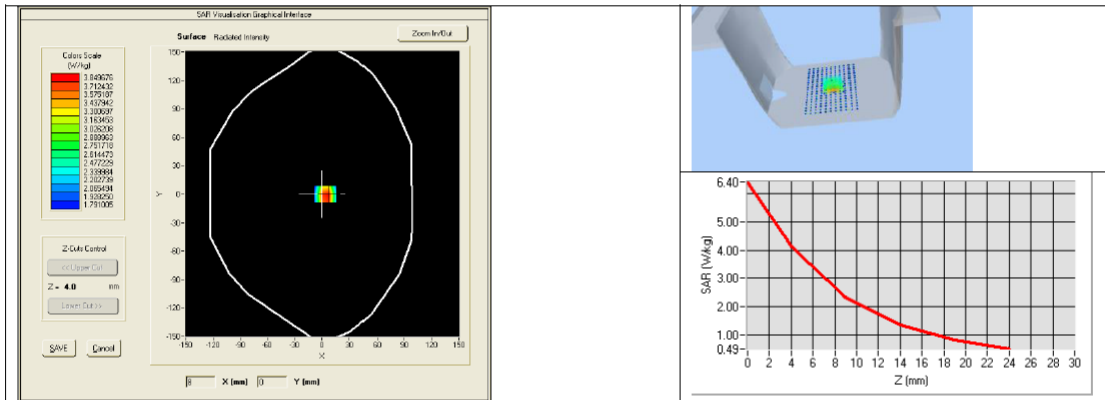 SAR Visualisation Graphical Interface
Surface Radiated Intensity
Zoom In/Out
Colors Scale
(W/kg)
3.849676
3.712432
3.575187
3.437942
3.300697
3.163453
3.026208
2.888963
2.751718
2.614473
2.477229
2.339984
2.202739
2.065494
1.928250
1.791005
Z-Cuts Control
<< Upper Cut
Z = 4.0 mm
Lower Cut >>
SAVE Cancel
150
120
90
60
30
0
-30
-60
-90
-120
-150
Y
-150 -120 -90 -60 -30 0 30 60 90 120 150
X
8 X (mm) 0 Y (mm)
6.40
5.00
4.00
3.00
2.00
1.00
0.49
SAR (W/kg)
0 2 4 6 8 10 12 14 16 18 20 22 24 26 28 30
Z (mm)